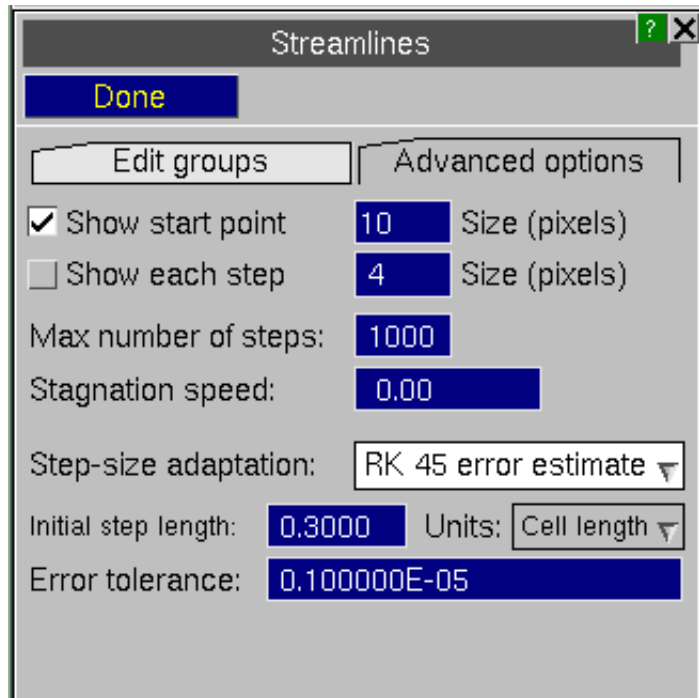 Streamlines ?
Done
Edit groups Advanced options
Show start point 10 Size (pixels)
Show each step 4 Size (pixels)
Max number of steps: 1000
Stagnation speed: 0.00
Step-size adaptation: RK 45 error estimate
Initial step length: 0.3000 Units: Cell length
Error tolerance: 0.100000E-05